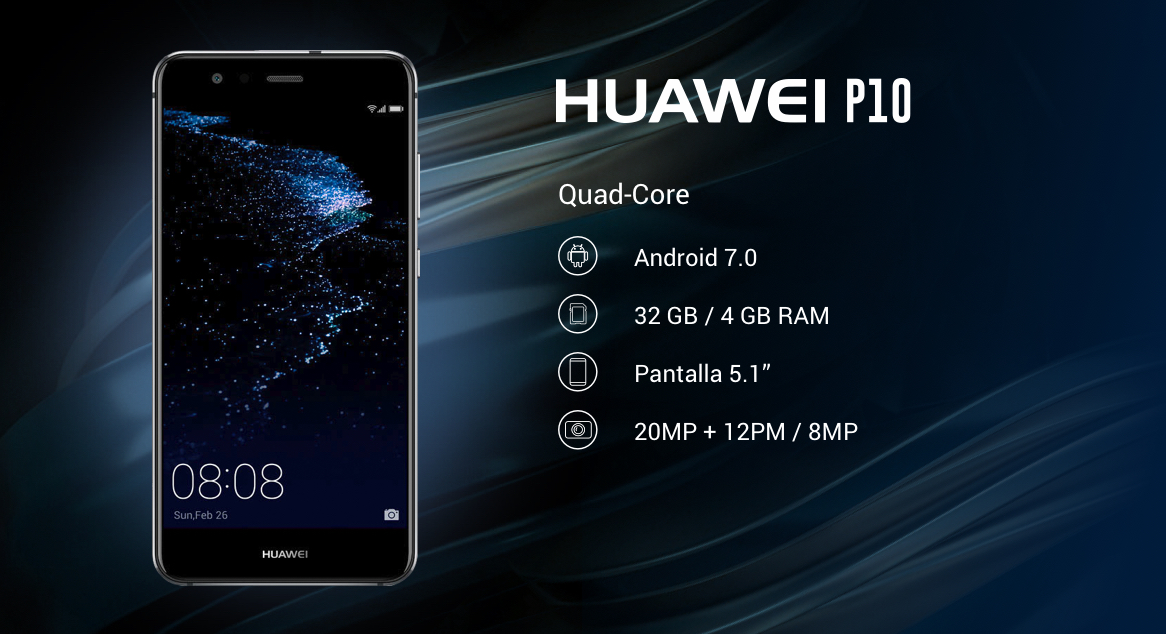 HUAWEI P10
Quad-Core
Android 7.0
32 GB / 4 GB RAM
Pantalla 5.1”
20MP + 12PM / 8MP
08:08
Sun,Feb 26
HUAWEI